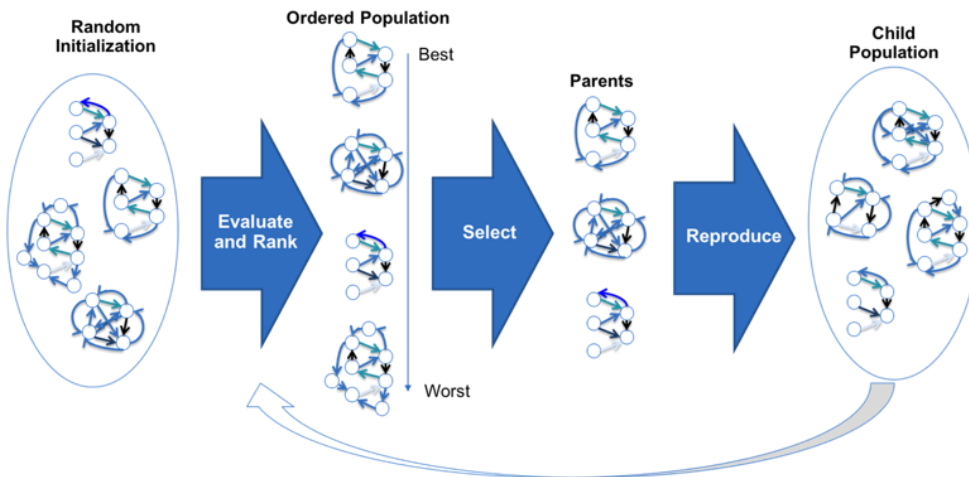 Random
Initialization
Ordered Population
Best
Worst
Parents
Child
Population
Evaluate
and Rank
Select
Reproduce